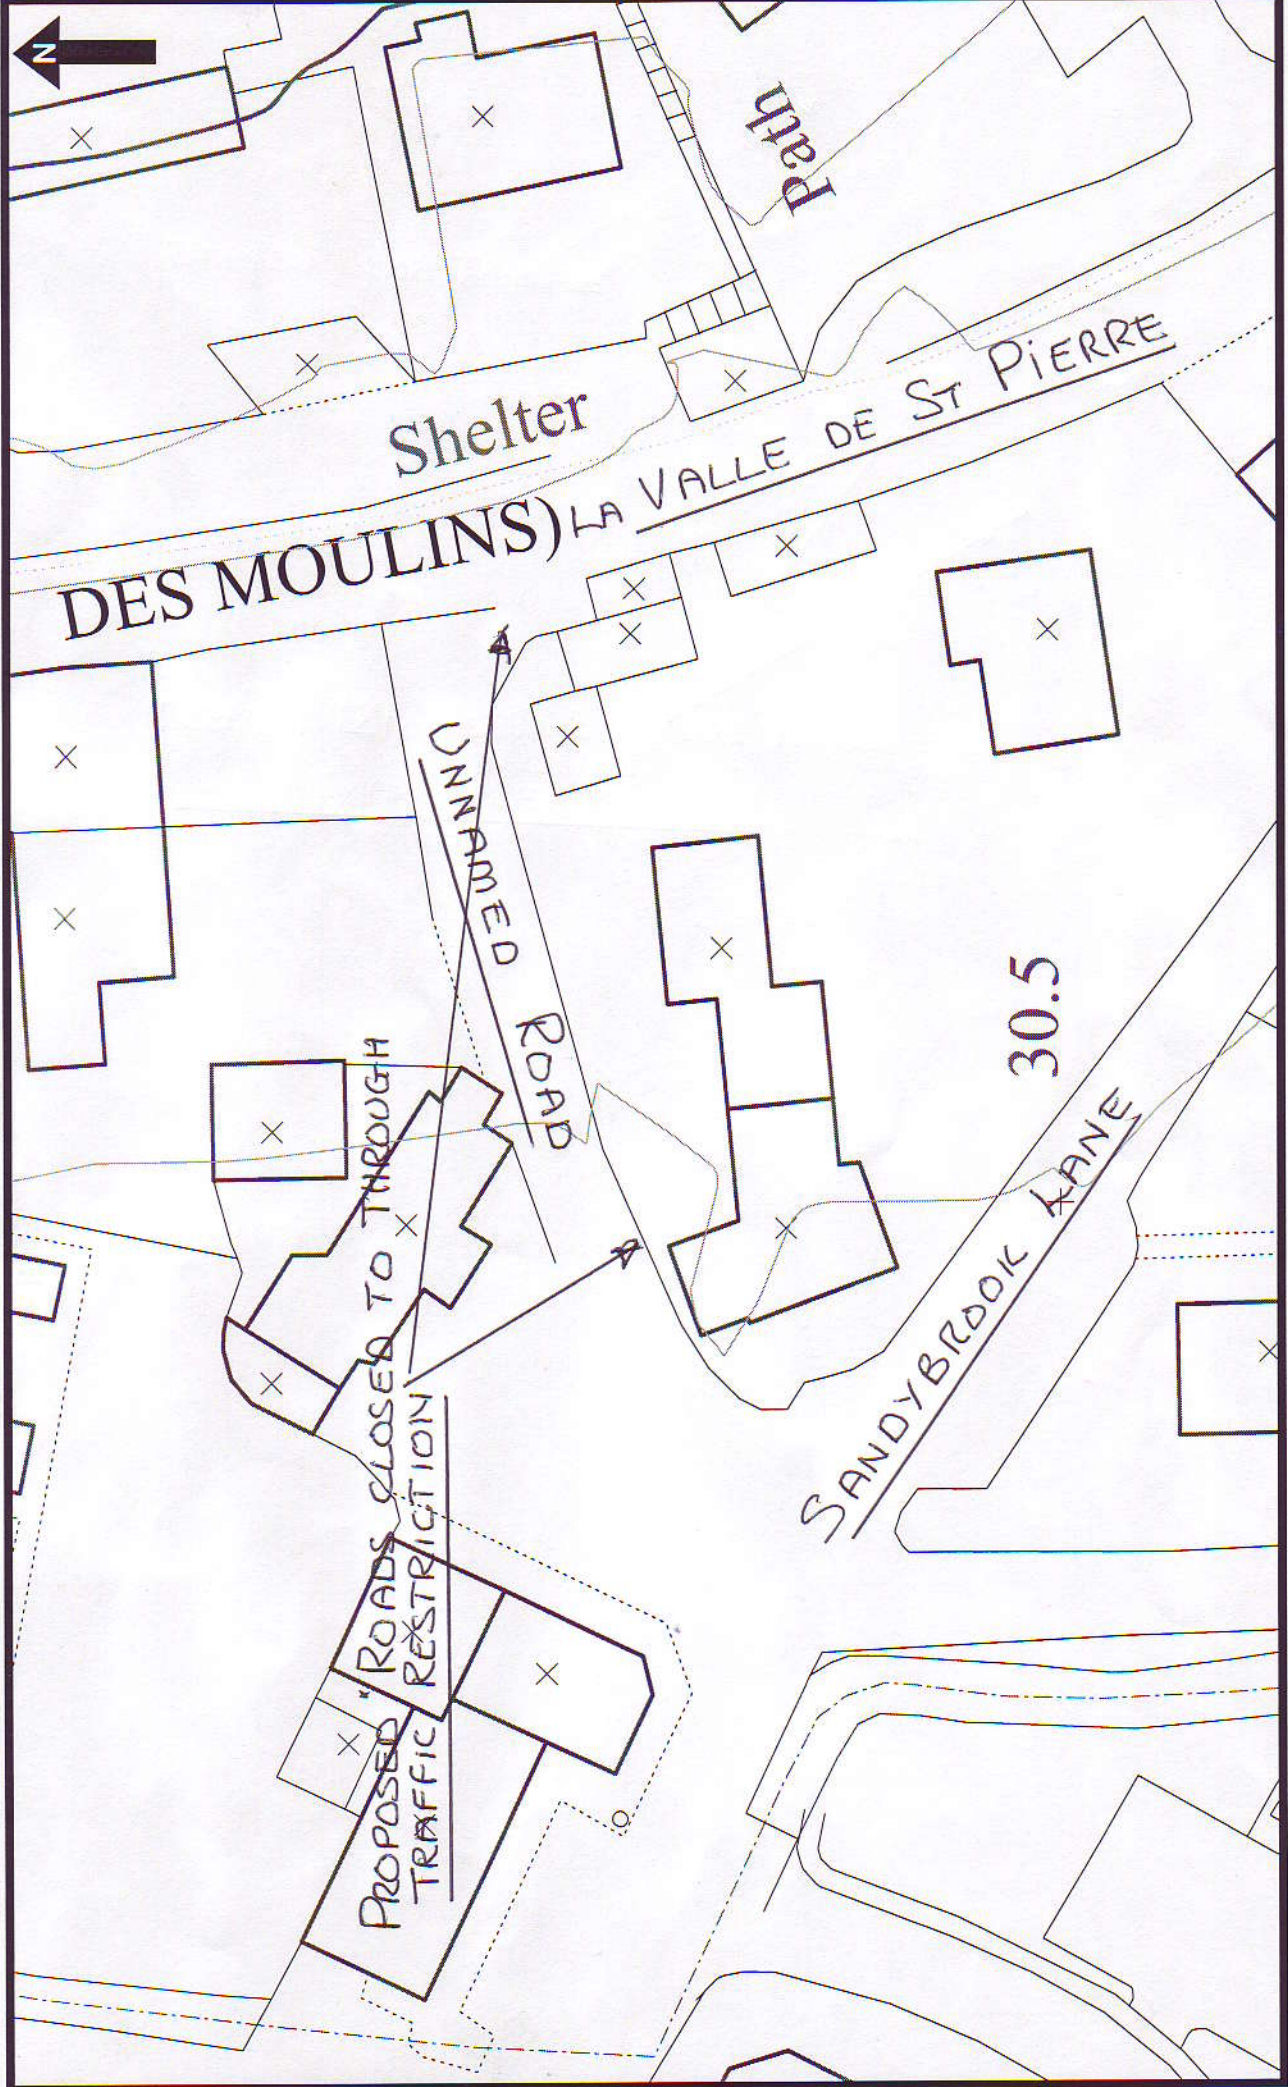 N
Path
Shelter
DES MOULINS)
LA VALLE DE ST PIERRE
UNNAMED ROAD
PROPOSED "ROADS CLOSED TO THROUGH
TRAFFIC RESTRICTION
30.5
SANDYBROOK LANE